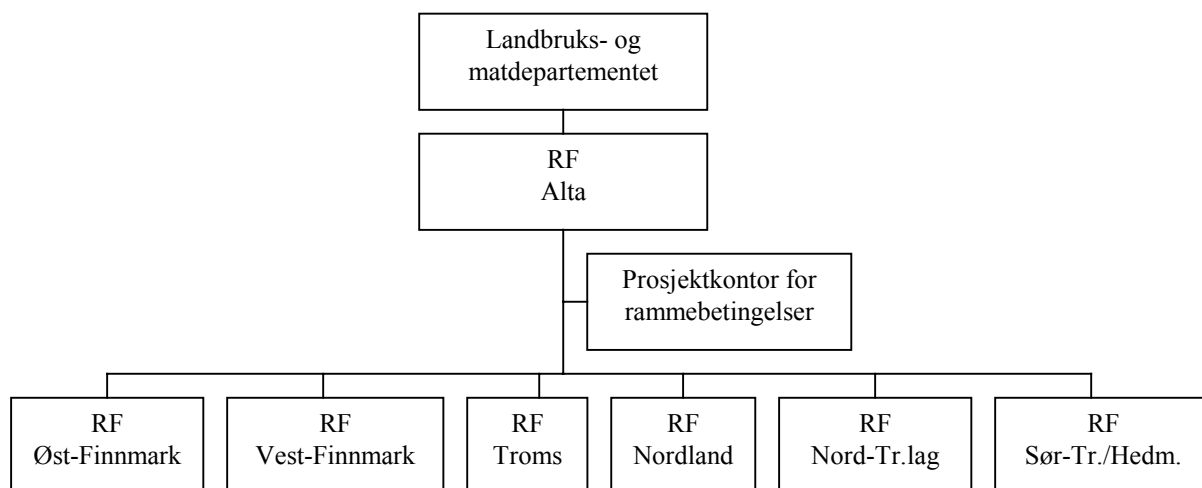 Landbruks- og
matdepartementet
RF
Alta
Prosjektkontor for
rammebetingelser
RF
Øst-Finnmark
RF
Vest-Finnmark
RF
Troms
RF
Nordland
RF
Nord-Tr.lag
RF
Sør-Tr./Hedm.